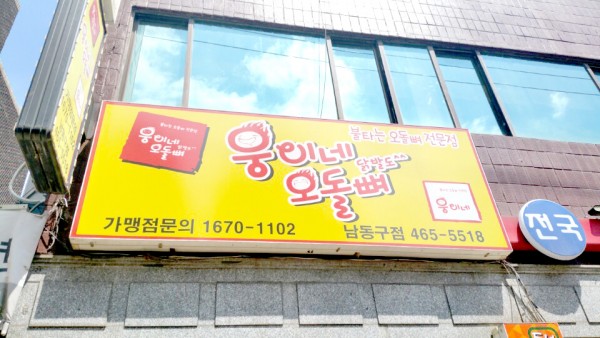 불타는 오돌뼈 전문점
웅이네
오돌뼈
웅이네 닭발도^^
오돌뼈
웅이네
가맹점문의 1670-1102
남동구점 465-5518
전국